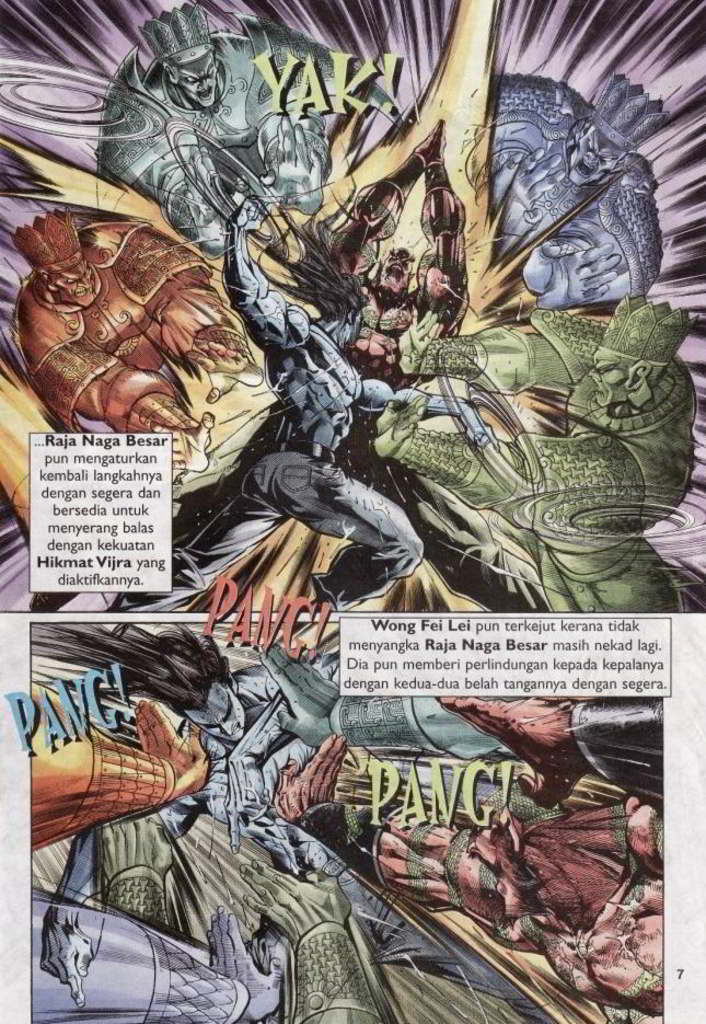 YAK!
...Raja Naga Besar
pun mengaturkan
kembali langkahnya
dengan segera dan
bersedia untuk
menyerang balas
dengan kekuatan
Hikmat Vijra yang
diaktifkannya.
PANG!
Wong Fei Lei pun terkejut kerana tidak
menyangka Raja Naga Besar masih nekad lagi.
Dia pun memberi perlindungan kepada kepalanya
dengan kedua-dua belah tangannya dengan segera.
PANG!
PANG!
7